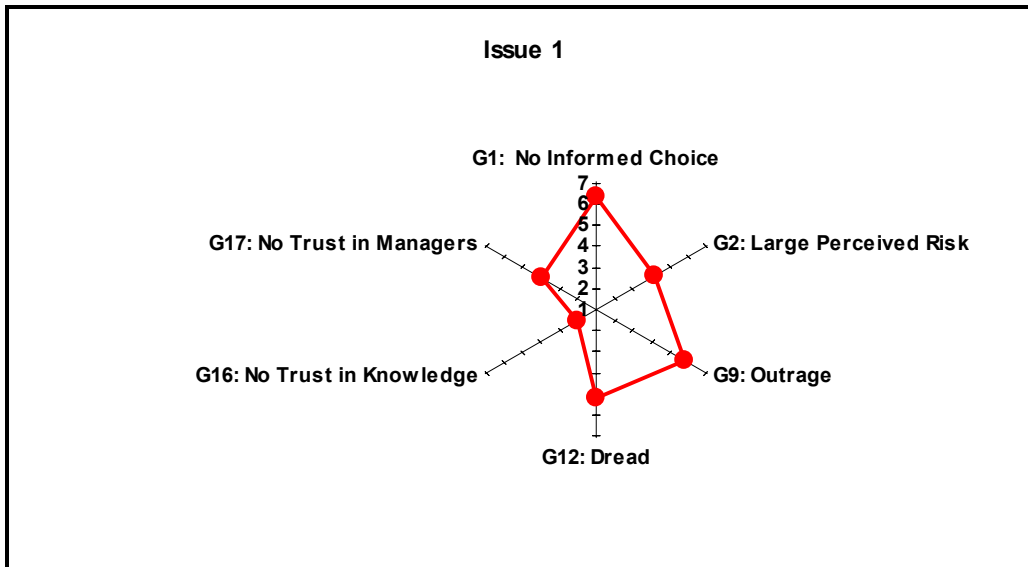 Issue 1
G1: No Informed Choice
7
6
5
4
3
2
1
G17: No Trust in Managers
G2: Large Perceived Risk
G16: No Trust in Knowledge
G9: Outrage
G12: Dread